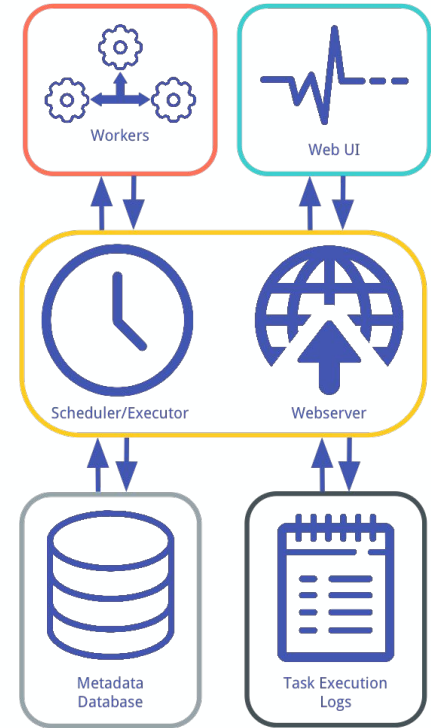 Workers
Web UI
Scheduler/Executor
Webserver
Metadata
Database
Task Execution
Logs